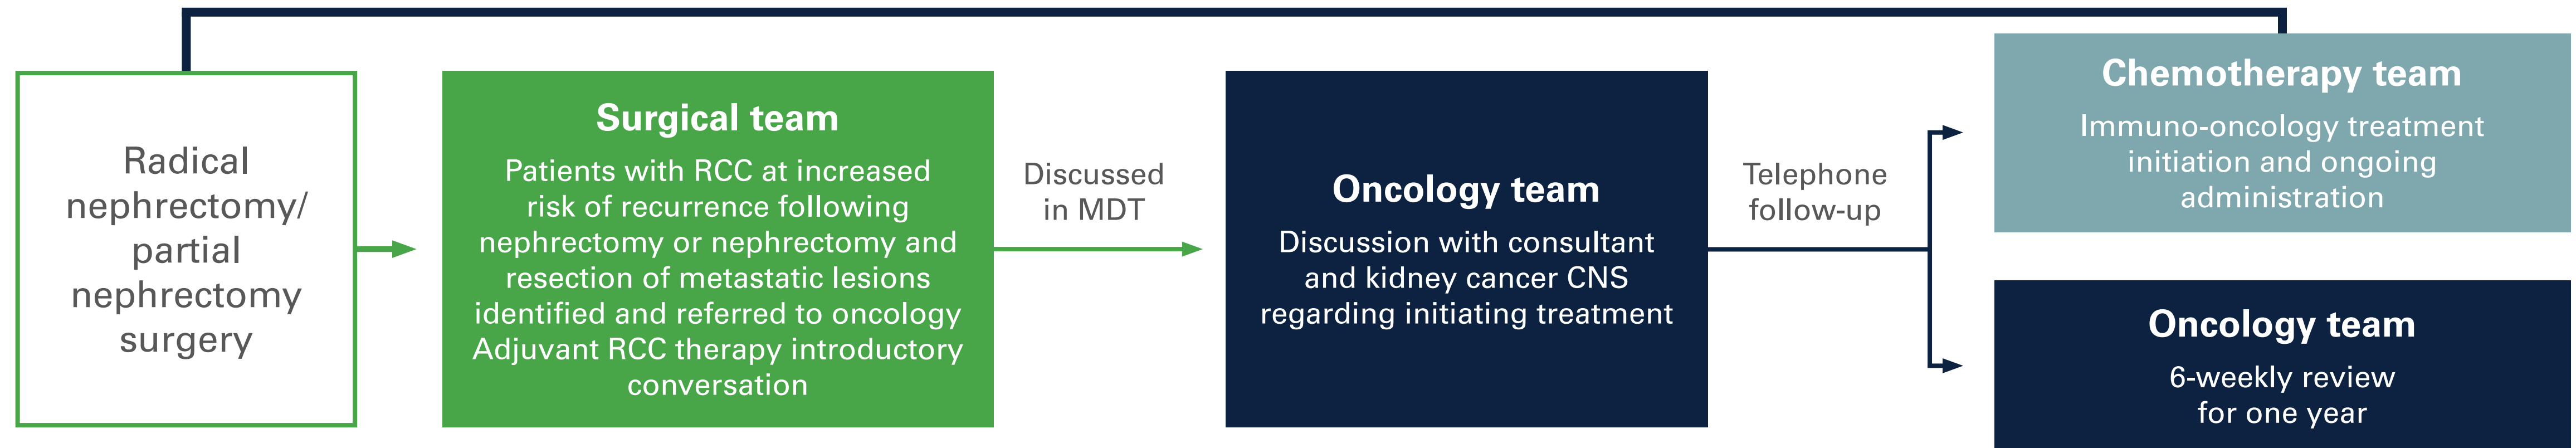 Radical
nephrectomy/
partial
nephrectomy
surgery
Surgical team
Patients with RCC at increased
risk of recurrence following
nephrectomy or nephrectomy and
resection of metastatic lesions
identified and referred to oncology
Adjuvant RCC therapy introductory
conversation
Discussed
in MDT
Oncology team
Discussion with consultant
and kidney cancer CNS
regarding initiating treatment
Telephone
follow-up
Chemotherapy team
Immuno-oncology treatment
initiation and ongoing
administration
Oncology team
6-weekly review
for one year